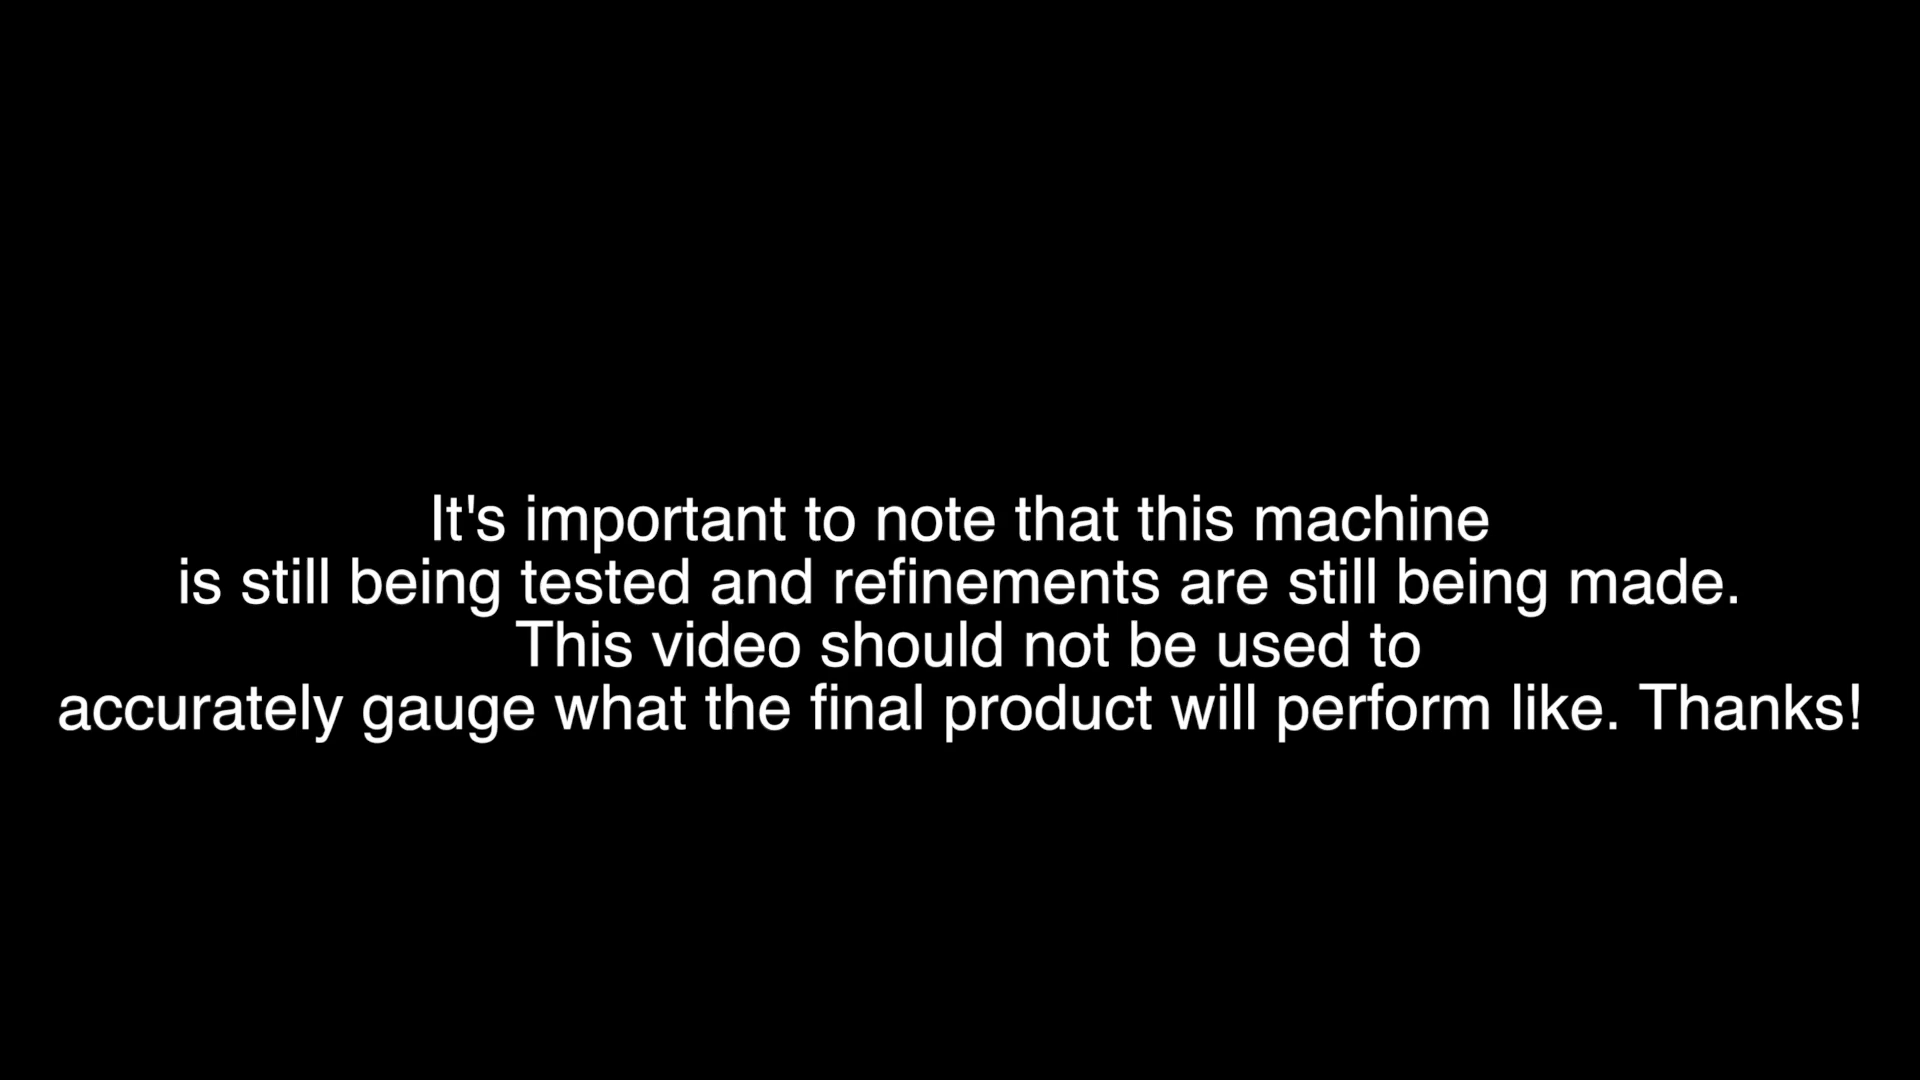 It's important to note that this machine
is still being tested and refinements are still being made.
This video should not be used to
accurately gauge what the final product will perform like. Thanks!